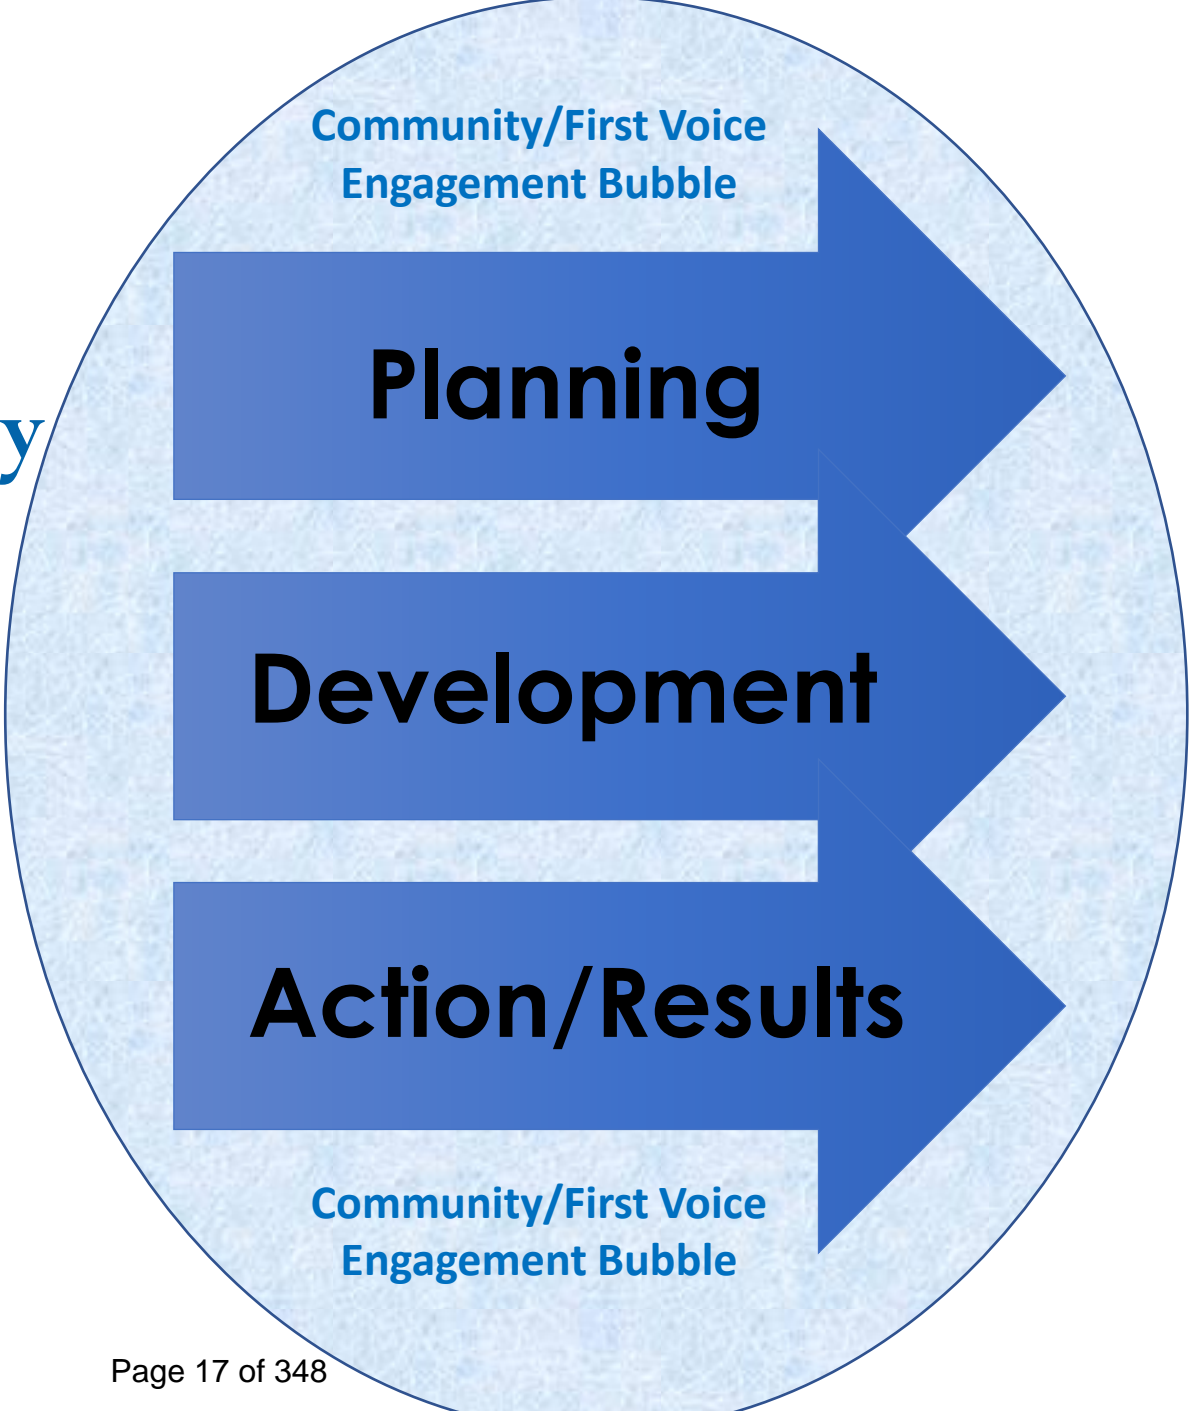 Community/First Voice
Engagement Bubble
Planning
y
Development
Action/Results
Community/First Voice
Engagement Bubble
Page 17 of 348